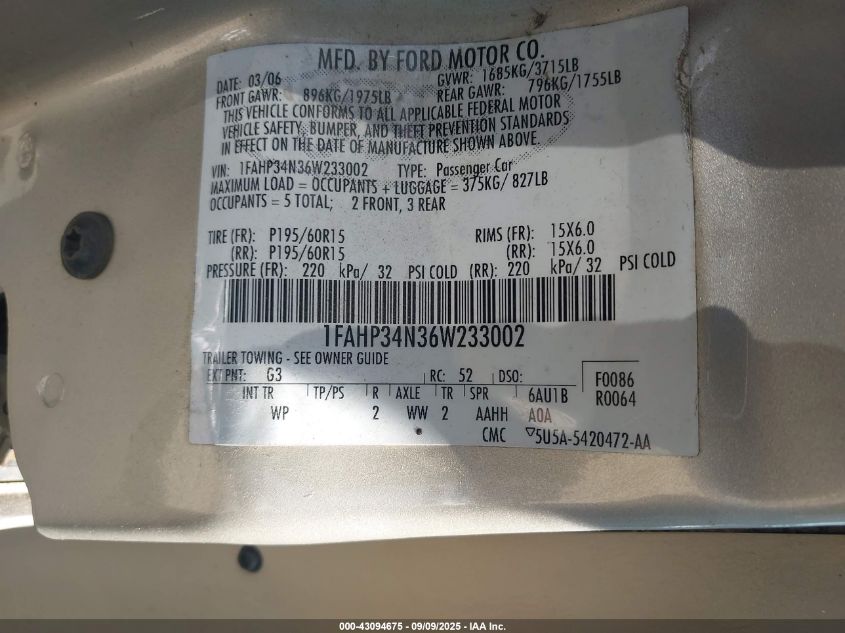 MFD. BY FORD MOTOR CO.
DATE: 03/06 GVWR: 1685KG/3715LB
FRONT GAWR: 896KG/1975LB REAR GAWR: 796KG/1755LB
THIS VEHICLE CONFORMS TO ALL APPLICABLE FEDERAL MOTOR
VEHICLE SAFETY, BUMPER, AND THEFT PREVENTION STANDARDS
IN EFFECT ON THE DATE OF MANUFACTURE SHOWN ABOVE.
VIN: 1FAHP34N36W233002 TYPE: Passenger Car
MAXIMUM LOAD = OCCUPANTS + LUGGAGE = 375KG/ 827LB
OCCUPANTS = 5 TOTAL; 2 FRONT, 3 REAR
TIRE (FR): P195/60R15 RIMS (FR): 15X6.0
(RR): P195/60R15 (RR): 15X6.0
PRESSURE (FR): 220 kPa/ 32 PSI COLD (RR): 220 kPa/ 32 PSI COLD
1FAHP34N36W233002
TRAILER TOWING - SEE OWNER GUIDE
EXT PNT: G3 RC: 52 DSO: F0086
INT TR TP/PS R AXLE TR SPR 6AU1B R0064
WP 2 WW 2 AAHH A0A
CMC ▽5U5A-5420472-AA
000-43094675 - 09/09/2025 - IAA Inc.